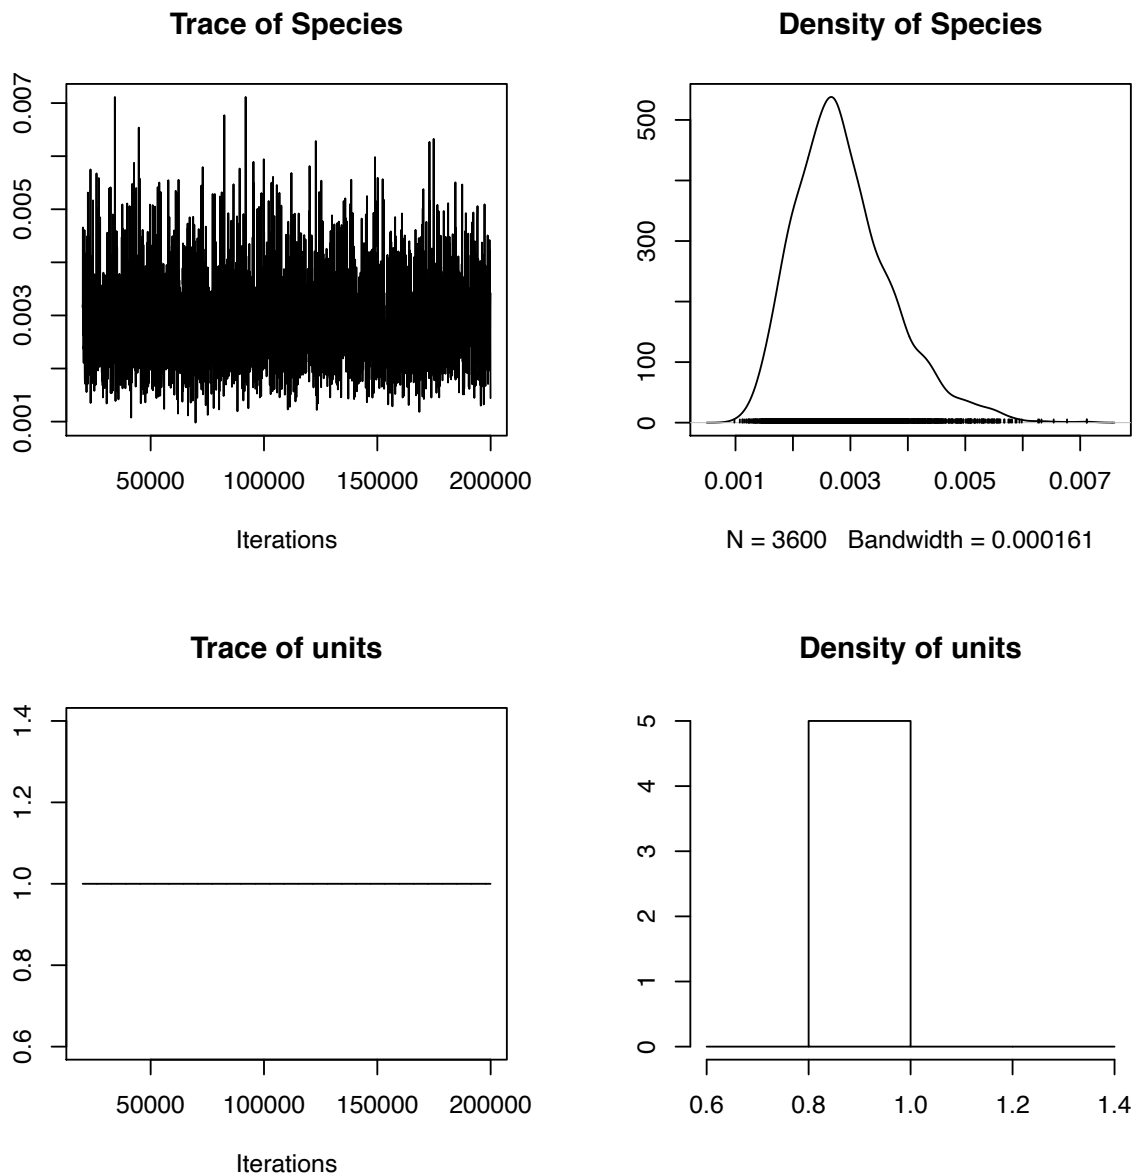 Trace of Species
Density of Species
0.007
0.005
0.003
0.001
50000 100000 150000 200000
Iterations
500
300
100
0
0.001 0.003 0.005 0.007
N = 3600 Bandwidth = 0.000161
Trace of units
Density of units
1.4
1.2
1.0
0.8
0.6
50000 100000 150000 200000
Iterations
5
4
3
2
1
0
0.6 0.8 1.0 1.2 1.4